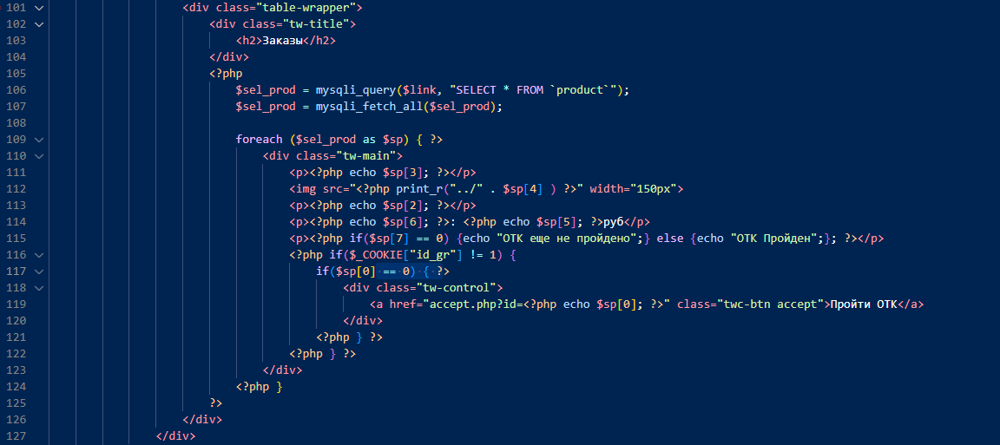 101 <div class="table-wrapper">
102 <div class="tw-title">
103 <h2>Заказы</h2>
104 </div>
105 <?php
106 $sel_prod = mysqli_query($link, "SELECT * FROM `product`");
107 $sel_prod = mysqli_fetch_all($sel_prod);
108
109 foreach ($sel_prod as $sp) { ?>
110 <div class="tw-main">
111 <p><?php echo $sp[3]; ?></p>
112 <img src="<?php print_r("../" . $sp[4] ) ?>" width="150px">
113 <p><?php echo $sp[2]; ?></p>
114 <p><?php echo $sp[6]; ?>: <?php echo $sp[5]; ?>руб</p>
115 <p><?php if($sp[7] == 0) {echo "ОТК еще не пройдено";} else {echo "ОТК Пройден";}; ?></p>
116 <?php if($_COOKIE["id_gr"] != 1) {
117 if($sp[0] == 0) { ?>
118 <div class="tw-control">
119 <a href="accept.php?id=<?php echo $sp[0]; ?>" class="twc-btn accept">Пройти ОТК</a>
120 </div>
121 <?php } ?>
122 <?php } ?>
123 </div>
124 <?php }
125 ?>
126 </div>
127 </div>